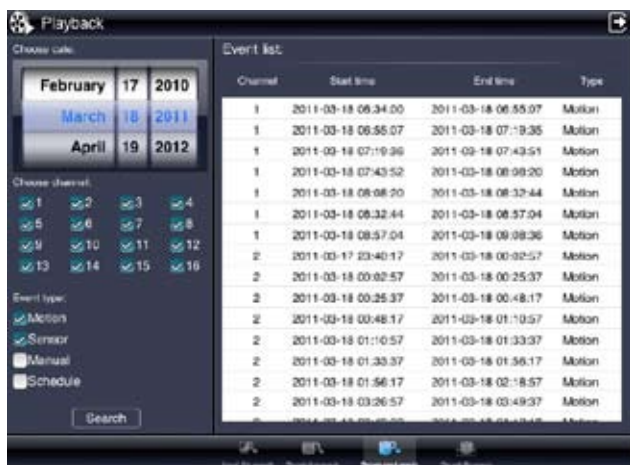 Playback
Choose date:
February 17 2010
March 18 2011
April 19 2012
Choose channel:
1 2 3 4
5 6 7 8
9 10 11 12
13 14 15 16
Event type:
Motion
Sensor
Manual
Schedule
Search
Event list:
Channel Start time End time Type
1 2011-03-18 06:34:00 2011-03-18 06:55:07 Motion
1 2011-03-18 06:55:07 2011-03-18 07:19:36 Motion
1 2011-03-18 07:19:36 2011-03-18 07:43:51 Motion
1 2011-03-18 07:43:52 2011-03-18 08:08:20 Motion
1 2011-03-18 08:08:20 2011-03-18 08:32:44 Motion
1 2011-03-18 08:32:44 2011-03-18 08:57:04 Motion
1 2011-03-18 08:57:04 2011-03-18 09:08:36 Motion
2 2011-03-17 23:40:17 2011-03-18 00:02:57 Motion
2 2011-03-18 00:02:57 2011-03-18 00:25:37 Motion
2 2011-03-18 00:25:37 2011-03-18 00:48:17 Motion
2 2011-03-18 00:48:17 2011-03-18 01:10:57 Motion
2 2011-03-18 01:10:57 2011-03-18 01:33:37 Motion
2 2011-03-18 01:33:37 2011-03-18 01:56:17 Motion
2 2011-03-18 01:56:17 2011-03-18 02:18:57 Motion
2 2011-03-18 03:26:57 2011-03-18 03:49:37 Motion